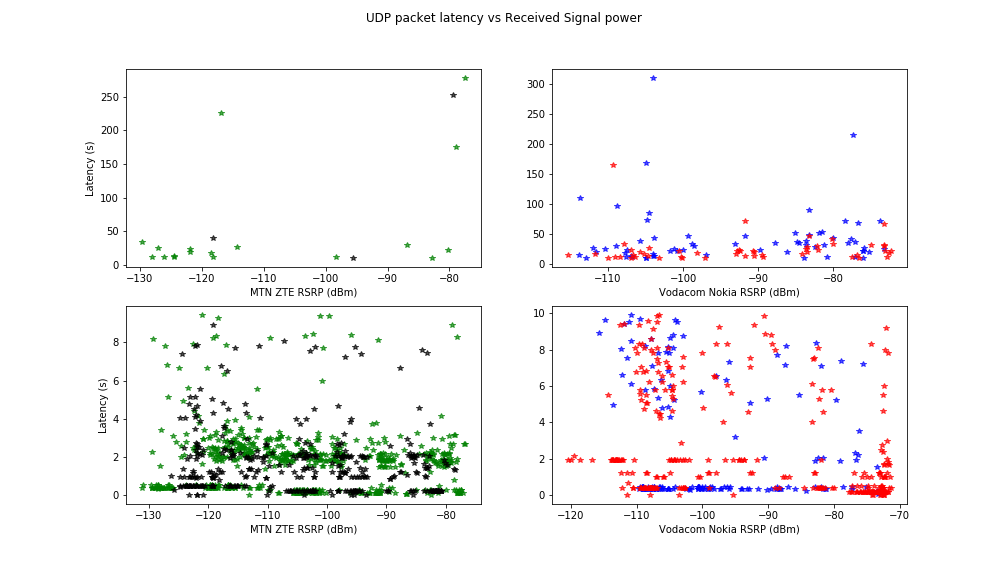 UDP packet latency vs Received Signal power
250
200
150
100
50
0
Latency (s)
−130 −120 −110 −100 −90 −80
MTN ZTE RSRP (dBm)
300
250
200
150
100
50
0
−110 −100 −90 −80
Vodacom Nokia RSRP (dBm)
8
6
4
2
0
Latency (s)
−130 −120 −110 −100 −90 −80
MTN ZTE RSRP (dBm)
10
8
6
4
2
0
−120 −110 −100 −90 −80 −70
Vodacom Nokia RSRP (dBm)